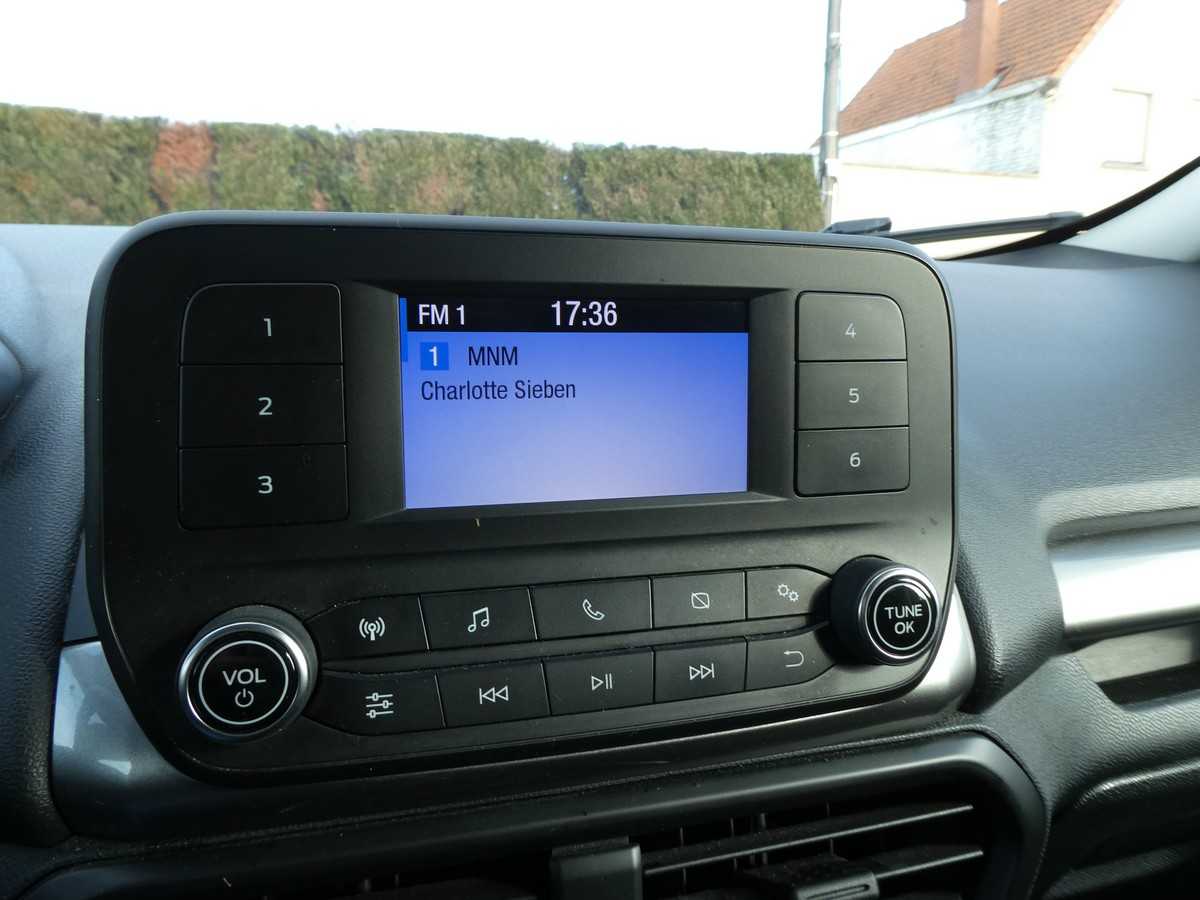 FM 1 17:36
1 MNM
Charlotte Sieben
1
2
3
4
5
6
VOL
TUNE
OK